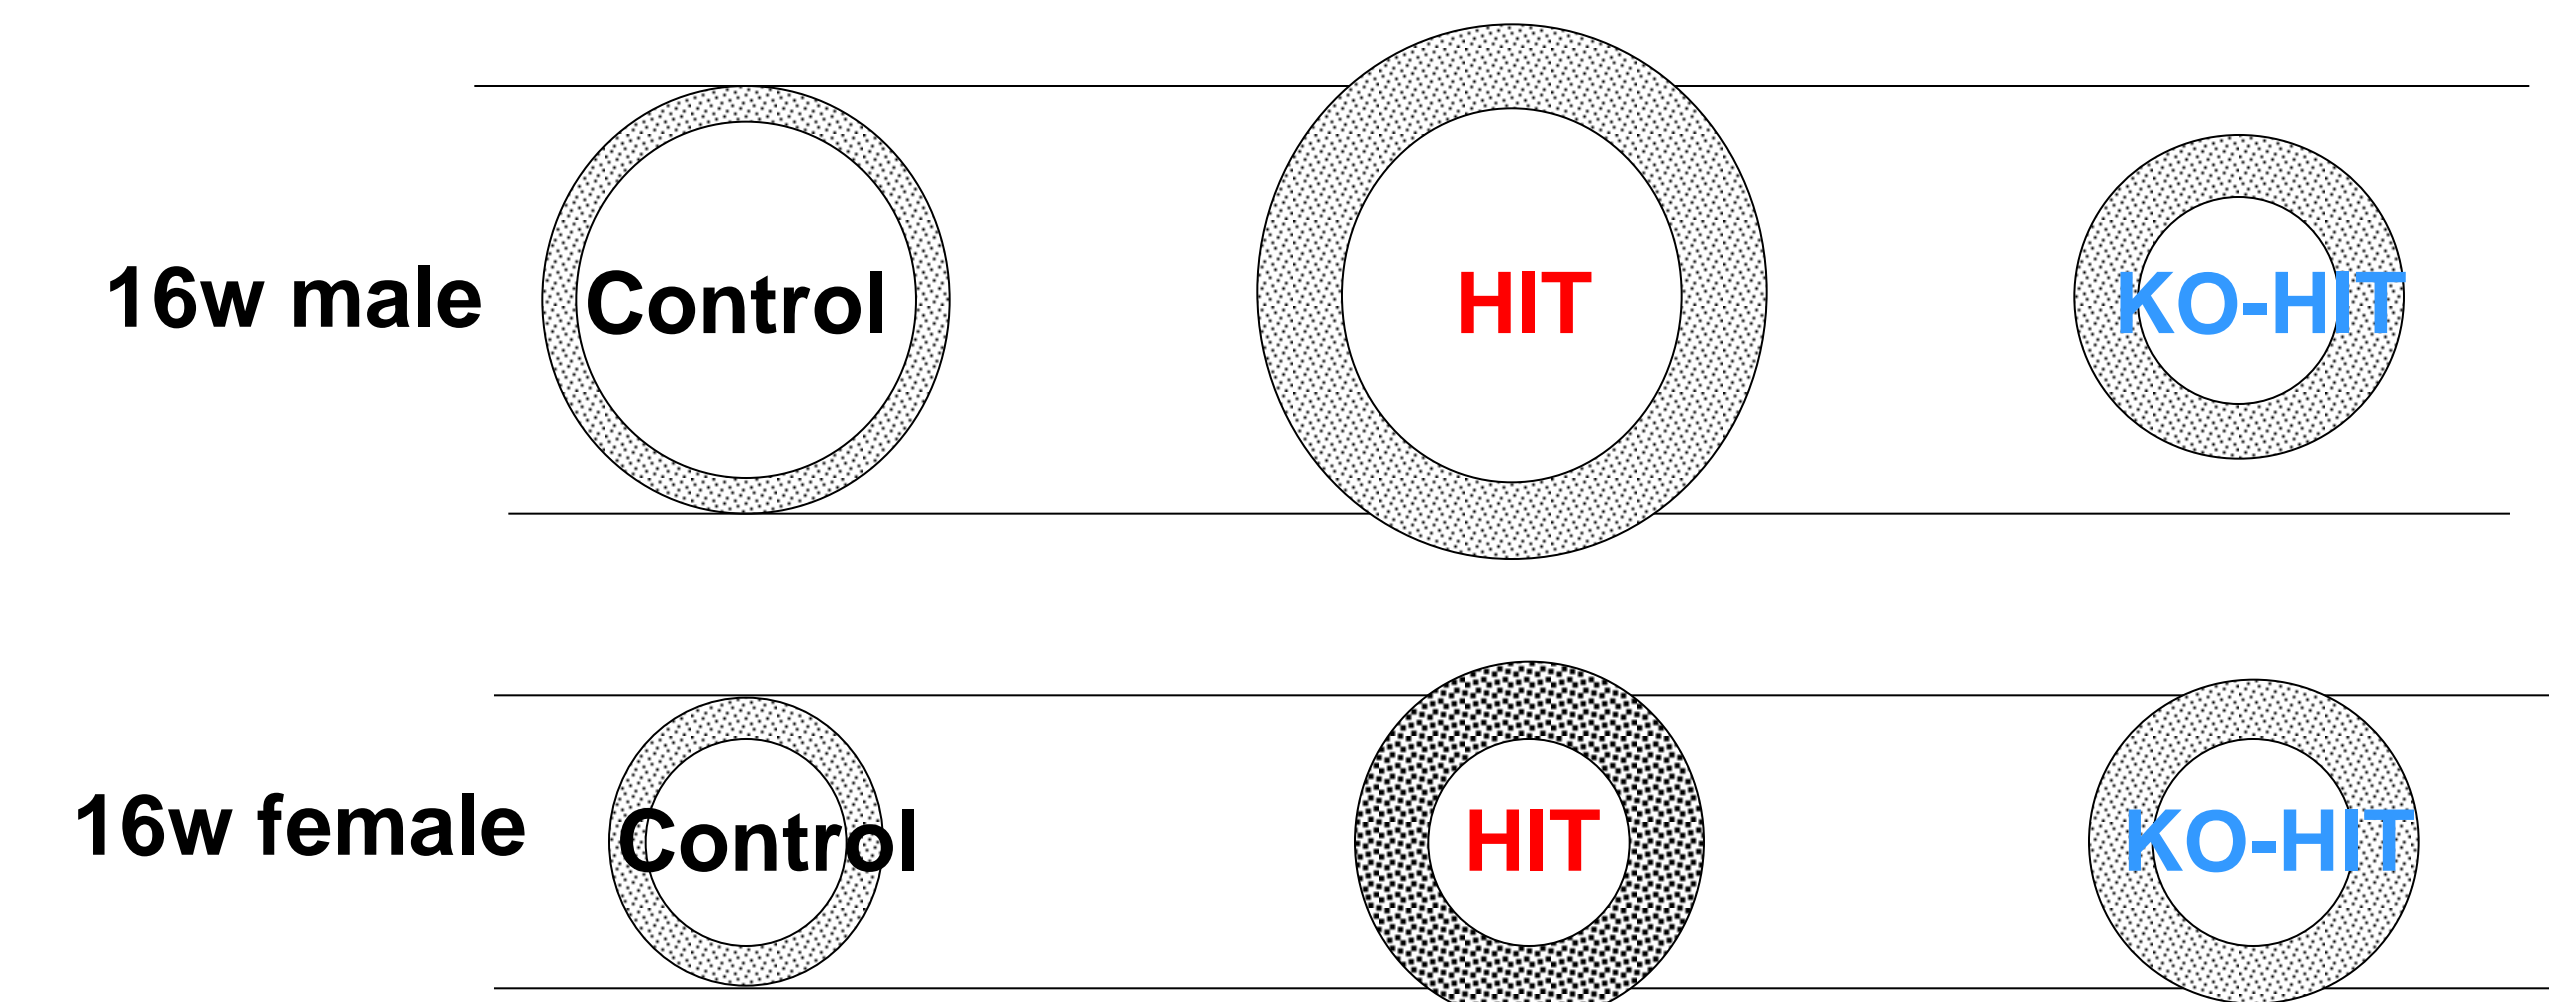 16w male Control HIT KO-HIT
16w female Control HIT KO-HIT